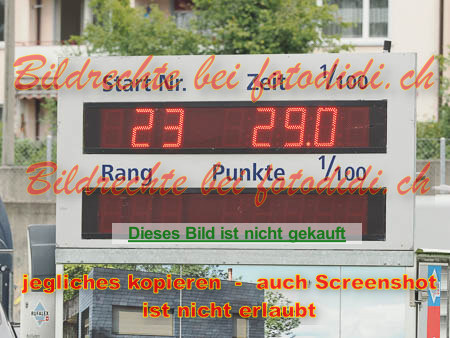 Bildrechte bei fotodidi.ch
Start Nr. Zeit 1/100
23 29.0
Bildrechte bei fotodidi.ch
Rang Punkte 1/100
Dieses Bild ist nicht gekauft
jegliches kopieren - auch Screenshot
ist nicht erlaubt
RUFALEX